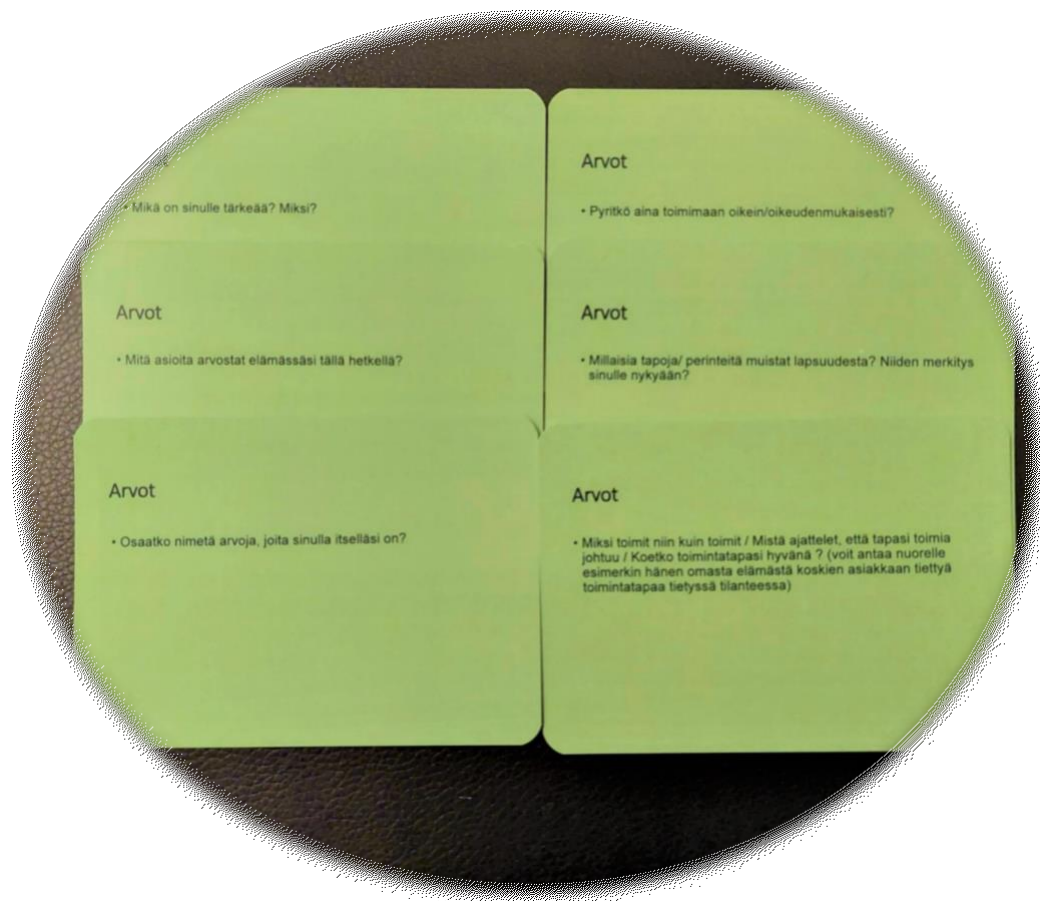 • Mikä on sinulle tärkeää? Miksi?
Arvot
• Mitä asioita arvostat elämässäsi tällä hetkellä?
Arvot
• Osaatko nimetä arvoja, joita sinulla itselläsi on?
Arvot
• Pyritkö aina toimimaan oikein/oikeudenmukaisesti?
Arvot
• Millaisia tapoja/ perinteitä muistat lapsuudesta? Niiden merkitys
sinulle nykyään?
Arvot
• Miksi toimit niin kuin toimit / Mistä ajattelet, että tapasi toimia
johtuu / Koetko toimintatapasi hyvänä ? (voit antaa nuorelle
esimerkin hänen omasta elämästä koskien asiakkaan tiettyä
toimintatapaa tietyssä tilanteessa)